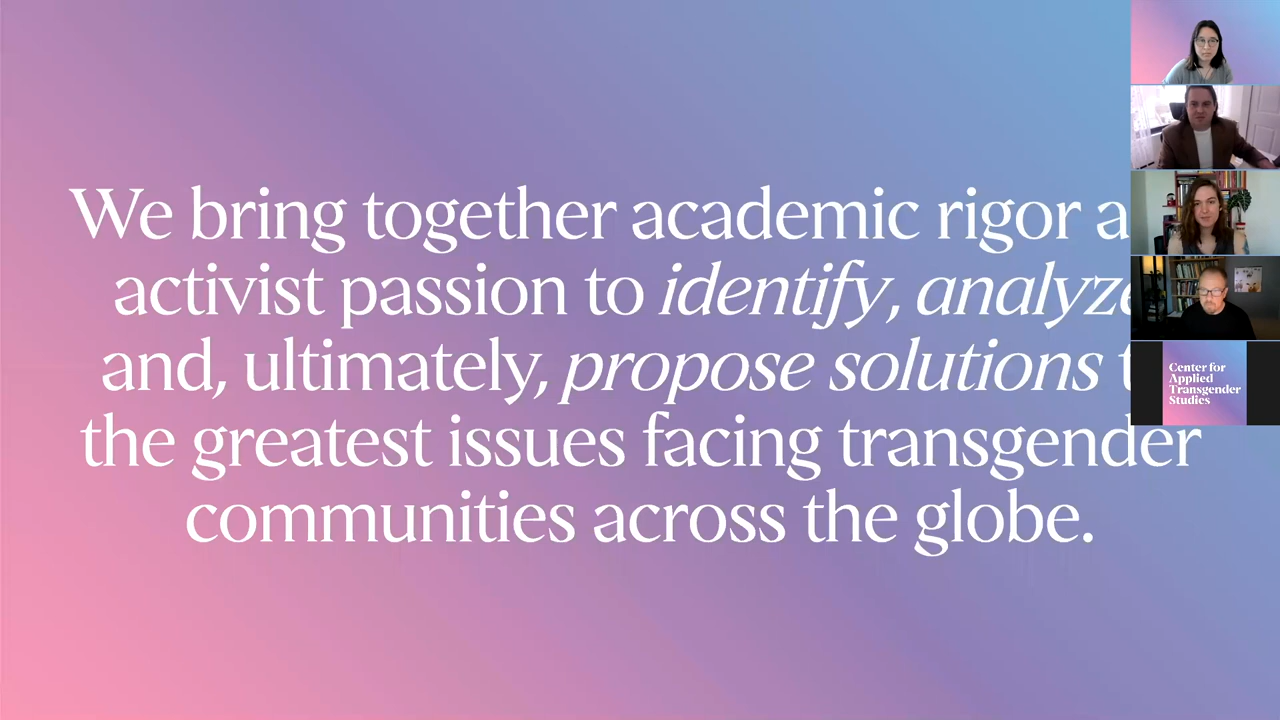 We bring together academic rigor a
activist passion to identify, analyze
and, ultimately, propose solutions t
the greatest issues facing transgender
communities across the globe.
Center for
Applied
Transgender
Studies